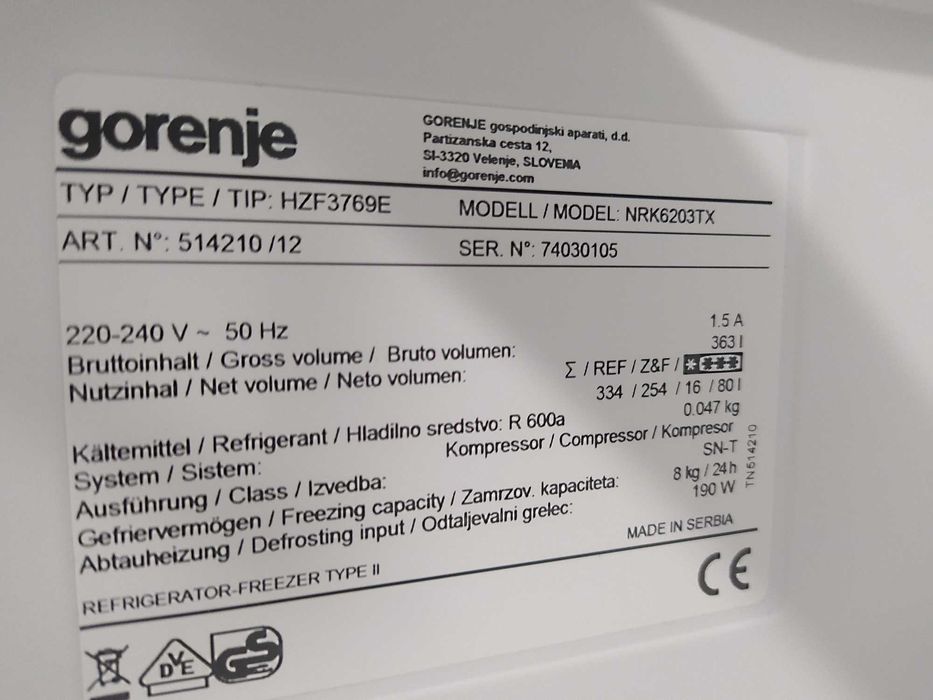 gorenje
GORENJE gospodinjski aparati, d.d.
Partizanska cesta 12,
SI-3320 Velenje, SLOVENIA
info@gorenje.com
TYP / TYPE / TIP: HZF3769E MODELL / MODEL: NRK6203TX
ART. N°: 514210 /12 SER. N°: 74030105
220-240 V ~ 50 Hz 1.5 A
Bruttoinhalt / Gross volume / Bruto volumen: 363 l
Nutzinhal / Net volume / Neto volumen: Σ / REF / Z&F / ****
334 / 254 / 16 / 80 l
Kältemittel / Refrigerant / Hladilno sredstvo: R 600a 0.047 kg
System / Sistem: Kompressor / Compressor / Kompresor
Ausführung / Class / Izvedba: SN-T
Gefriervermögen / Freezing capacity / Zamrzov. kapaciteta: 8 kg / 24 h
Abtauheizung / Defrosting input / Odtaljevalni grelec: 190 W
TN514210
MADE IN SERBIA
REFRIGERATOR-FREEZER TYPE II
CE
DVE
GS